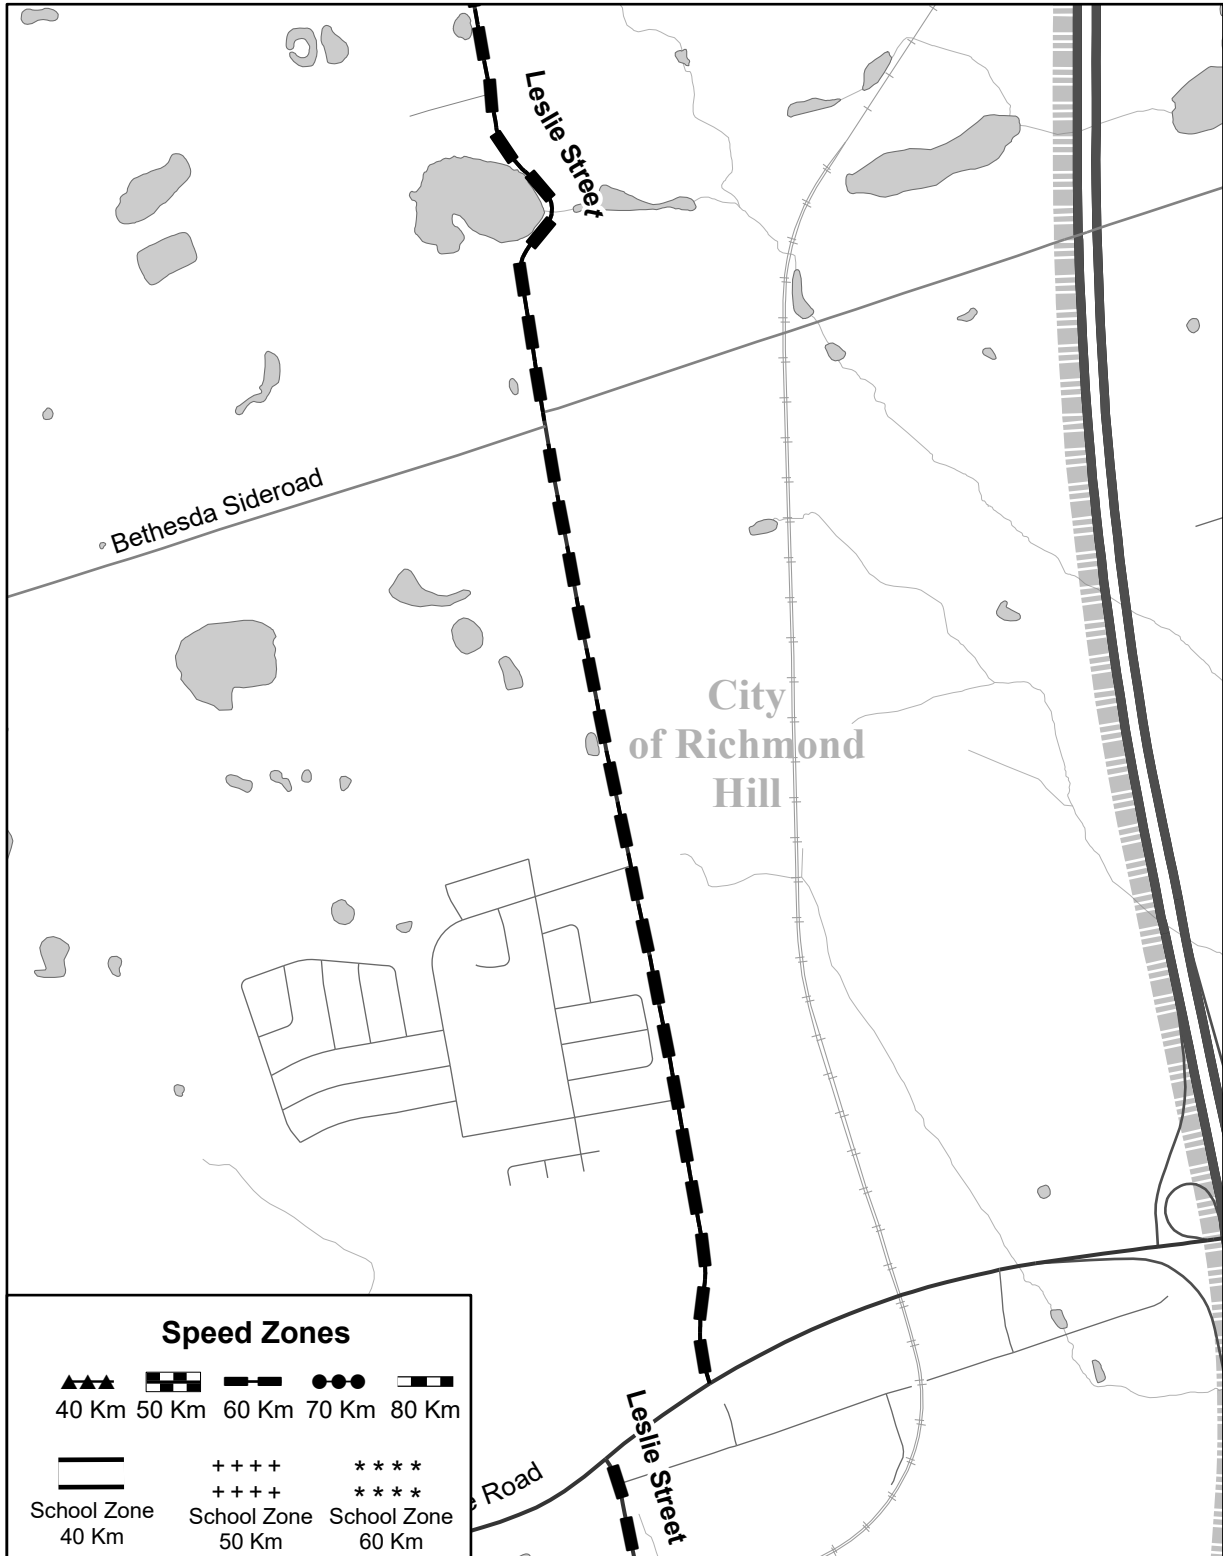 Leslie Street
Bethesda Sideroad
City
of Richmond
Hill
Leslie Street
Road
Speed Zones
40 Km 50 Km 60 Km 70 Km 80 Km
School Zone
40 Km
School Zone
50 Km
School Zone
60 Km